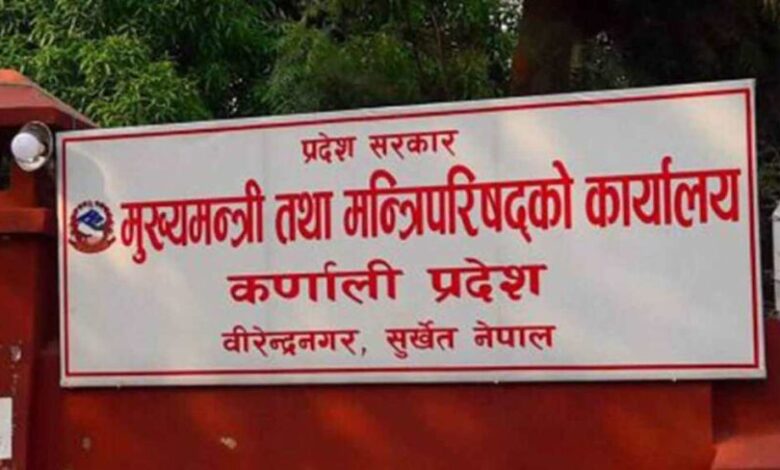 प्रदेश सरकार
मुख्यमन्त्री तथा मन्त्रिपरिषद्को कार्यालय
कर्णाली प्रदेश
वीरेन्द्रनगर, सुर्खेत नेपाल